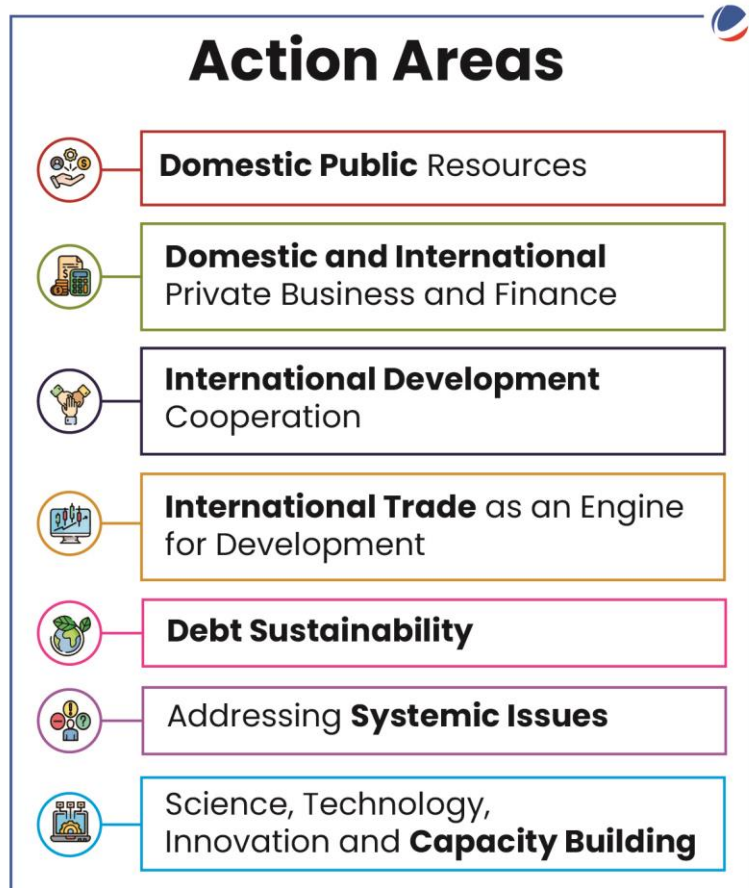 Action Areas
Domestic Public Resources
Domestic and International
Private Business and Finance
International Development
Cooperation
International Trade as an Engine
for Development
Debt Sustainability
Addressing Systemic Issues
Science, Technology,
Innovation and Capacity Building